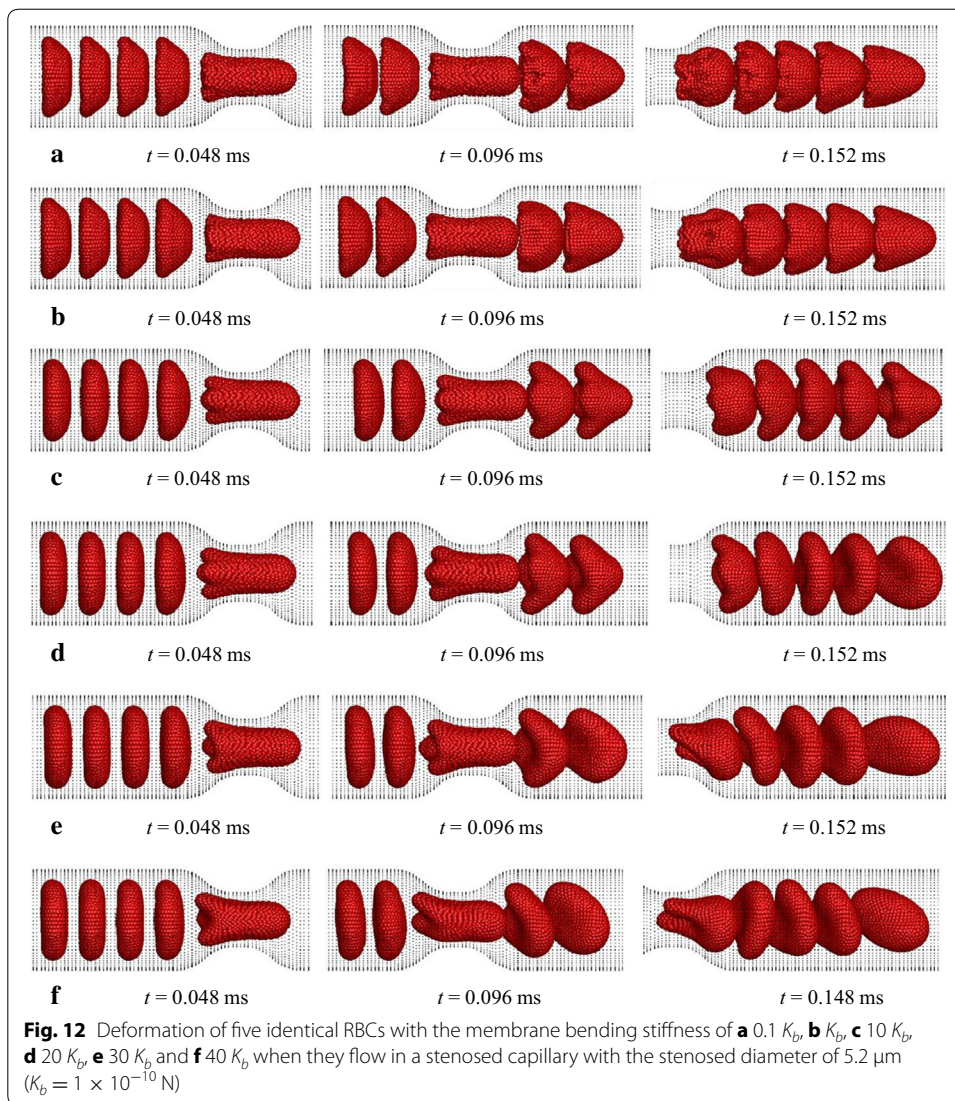 a t = 0.048 ms t = 0.096 ms t = 0.152 ms
b t = 0.048 ms t = 0.096 ms t = 0.152 ms
c t = 0.048 ms t = 0.096 ms t = 0.152 ms
d t = 0.048 ms t = 0.096 ms t = 0.152 ms
e t = 0.048 ms t = 0.096 ms t = 0.152 ms
f t = 0.048 ms t = 0.096 ms t = 0.148 ms
Fig. 12 Deformation of five identical RBCs with the membrane bending stiffness of a 0.1 K_b, b K_b, c 10 K_b,
d 20 K_b, e 30 K_b and f 40 K_b when they flow in a stenosed capillary with the stenosed diameter of 5.2 μm
(K_b = 1 × 10⁻¹⁰ N)